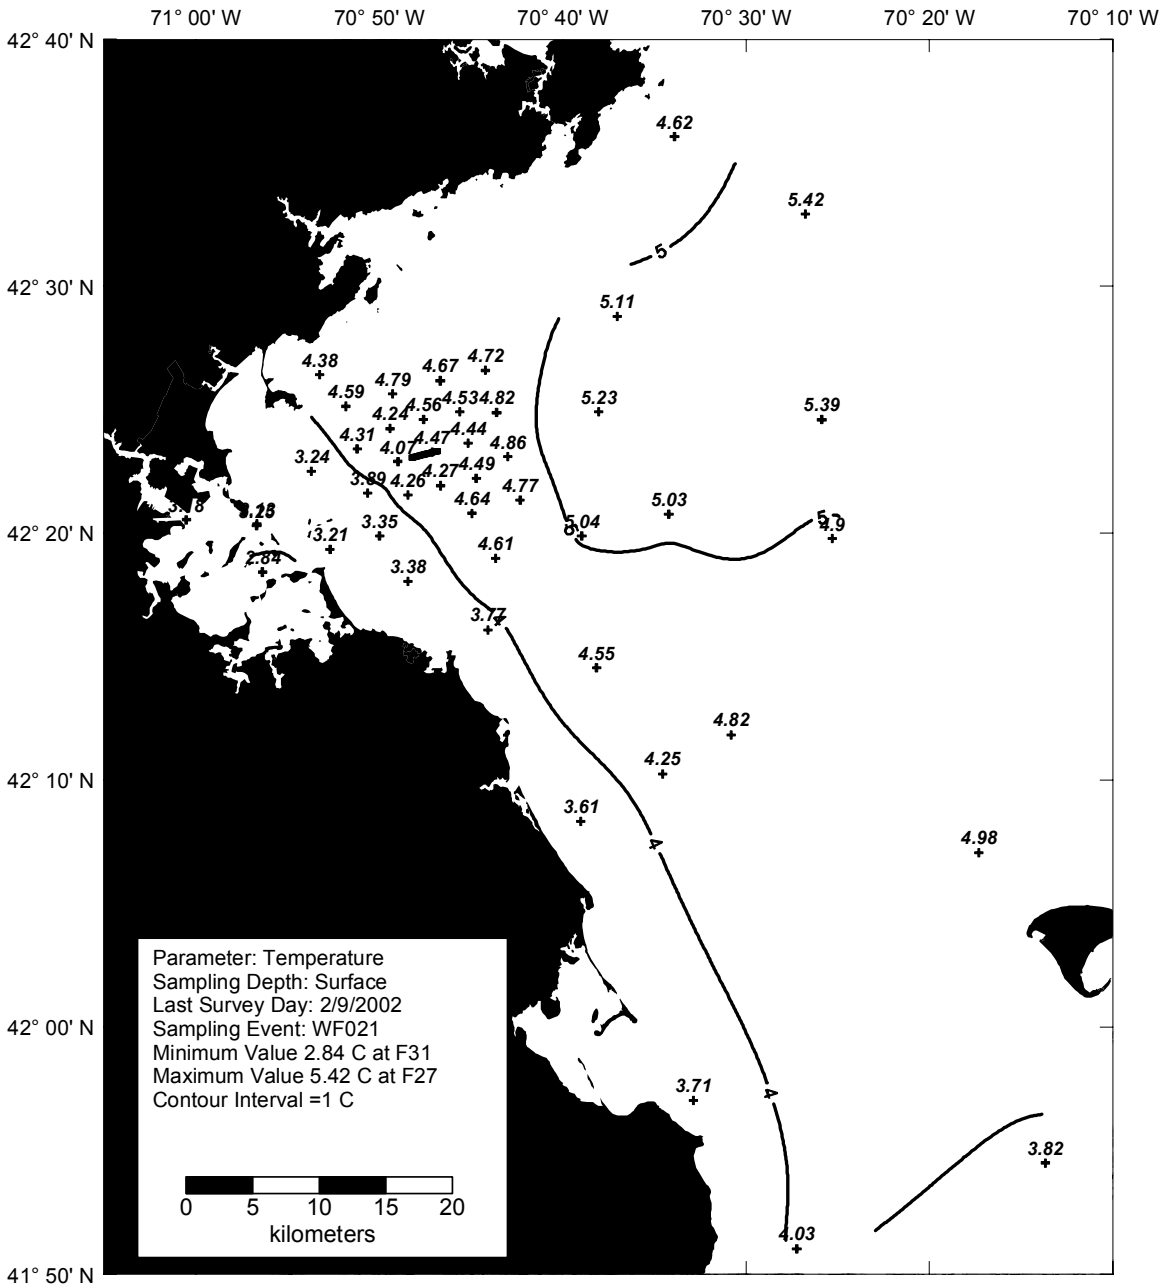 71° 00' W 70° 50' W 70° 40' W 70° 30' W 70° 20' W 70° 10' W
42° 40' N
4.62
5.42
5
42° 30' N
5.11
4.72
4.38 4.67
4.79
4.59 4.53 4.82 5.23 5.39
4.56
4.24
4.31 4.47 4.44
4.07 4.86
3.24 4.49
3.89 4.26 4.27 4.77
4.64 5.03
3.35 5.04 5 4.9
42° 20' N
3.21
4.61
2.84 3.38
3.77 4
4.55
4.82
4.25
42° 10' N
3.61
4
4.98
Parameter: Temperature
Sampling Depth: Surface
Last Survey Day: 2/9/2002
Sampling Event: WF021
Minimum Value 2.84 C at F31
Maximum Value 5.42 C at F27
Contour Interval =1 C
42° 00' N
3.71 4
3.82
0 5 10 15 20
kilometers
4.03
41° 50' N